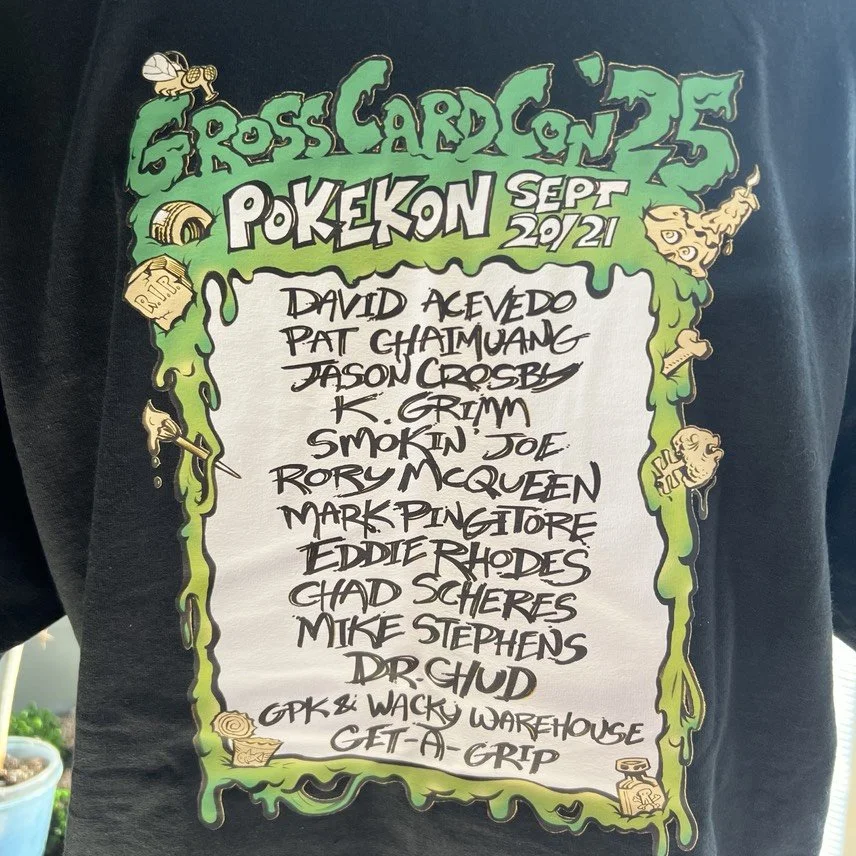 GROSS CARD CON '25
POKEKON SEPT 20/21
R.I.P.
DAVID ACEVEDO
PAT CHAIMUANG
JASON CROSBY
K. GRIMM
SMOKIN' JOE
RORY MCQUEEN
MARK PINGITORE
EDDIE RHODES
CHAD SCHERES
MIKE STEPHENS
DR. CHUD
GPK & WACKY WAREHOUSE
GET-A-GRIP